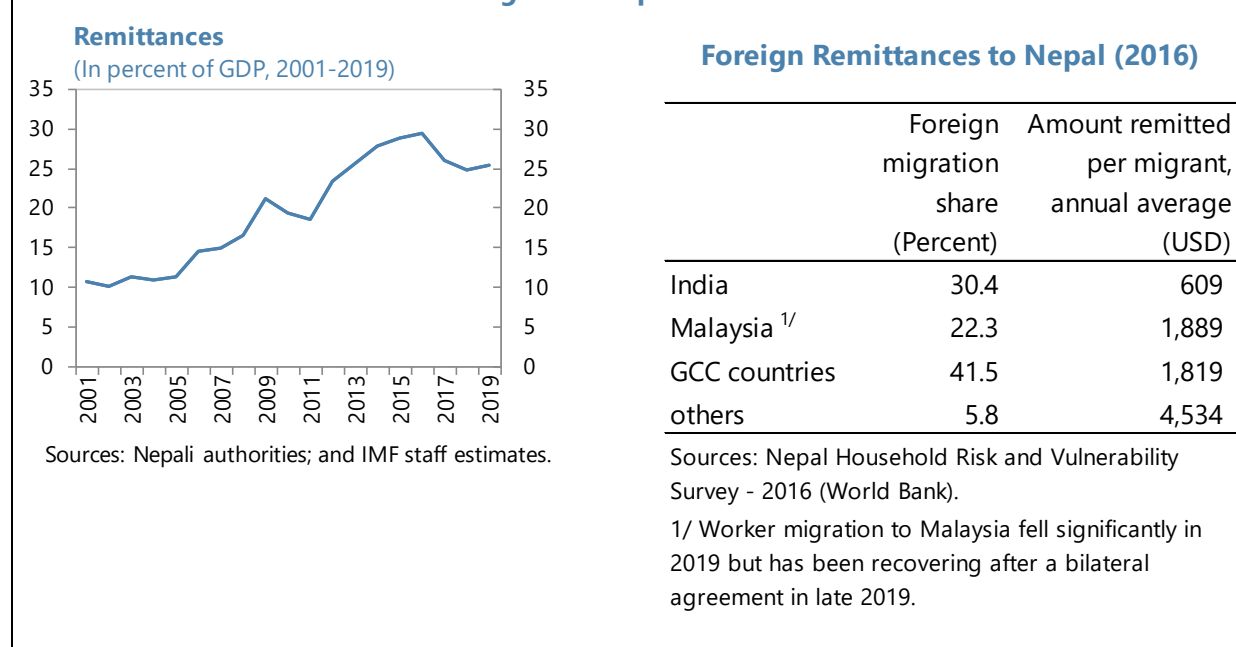 Remittances
(In percent of GDP, 2001-2019)
35 35
30 30
25 25
20 20
15 15
10 10
5 5
0 0
2001 2003 2005 2007 2009 2011 2013 2015 2017 2019
Sources: Nepali authorities; and IMF staff estimates.
Foreign Remittances to Nepal (2016)
Foreign Amount remitted
migration per migrant,
share annual average
(Percent) (USD)
India 30.4 609
Malaysia 1/ 22.3 1,889
GCC countries 41.5 1,819
others 5.8 4,534
Sources: Nepal Household Risk and Vulnerability
Survey - 2016 (World Bank).
1/ Worker migration to Malaysia fell significantly in
2019 but has been recovering after a bilateral
agreement in late 2019.